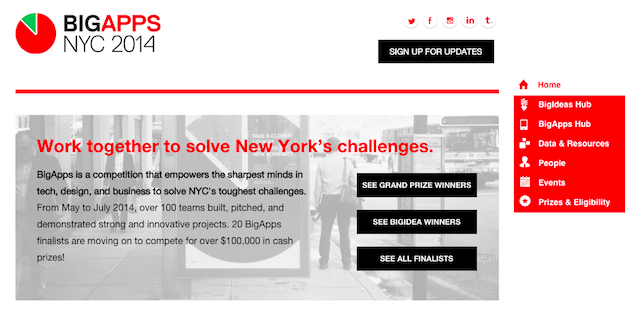 BIGAPPS
NYC 2014
SIGN UP FOR UPDATES
Home
BigIdeas Hub
BigApps Hub
Data & Resources
People
Events
Prizes & Eligibility
Work together to solve New York's challenges.
BigApps is a competition that empowers the sharpest minds in
tech, design, and business to solve NYC's toughest challenges.
From May to July 2014, over 100 teams built, pitched, and
demonstrated strong and innovative projects. 20 BigApps
finalists are moving on to compete for over $100,000 in cash
prizes!
SEE GRAND PRIZE WINNERS
SEE BIGIDEA WINNERS
SEE ALL FINALISTS